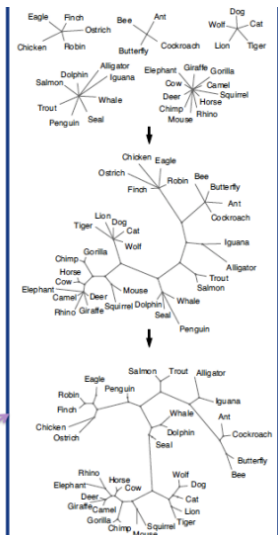 Eagle Finch
Ostrich
Chicken Robin
Bee Ant
Butterfly Cockroach
Dog
Wolf Cat
Lion Tiger
Dolphin Alligator
Salmon Iguana
Trout Whale
Penguin Seal
Elephant Giraffe Gorilla
Cow Camel
Deer Squirrel
Chimp Horse
Mouse Rhino
Chicken Eagle
Ostrich Robin
Finch
Bee
Butterfly
Ant
Cockroach
Lion
Tiger Dog
Cat
Wolf
Iguana
Alligator
Gorilla
Chimp
Horse
Cow
Elephant
Camel Deer
Rhino Giraffe
Mouse
Squirrel
Trout
Salmon
Whale
Dolphin
Seal
Penguin
Salmon Trout Alligator
Eagle
Penguin
Robin
Finch
Chicken
Ostrich
Iguana
Ant
Cockroach
Butterfly
Bee
Whale
Dolphin
Seal
Rhino
Elephant Horse
Cow
Deer
Giraffe Camel
Gorilla
Chimp
Mouse
Squirrel
Wolf
Dog
Cat
Lion
Tiger